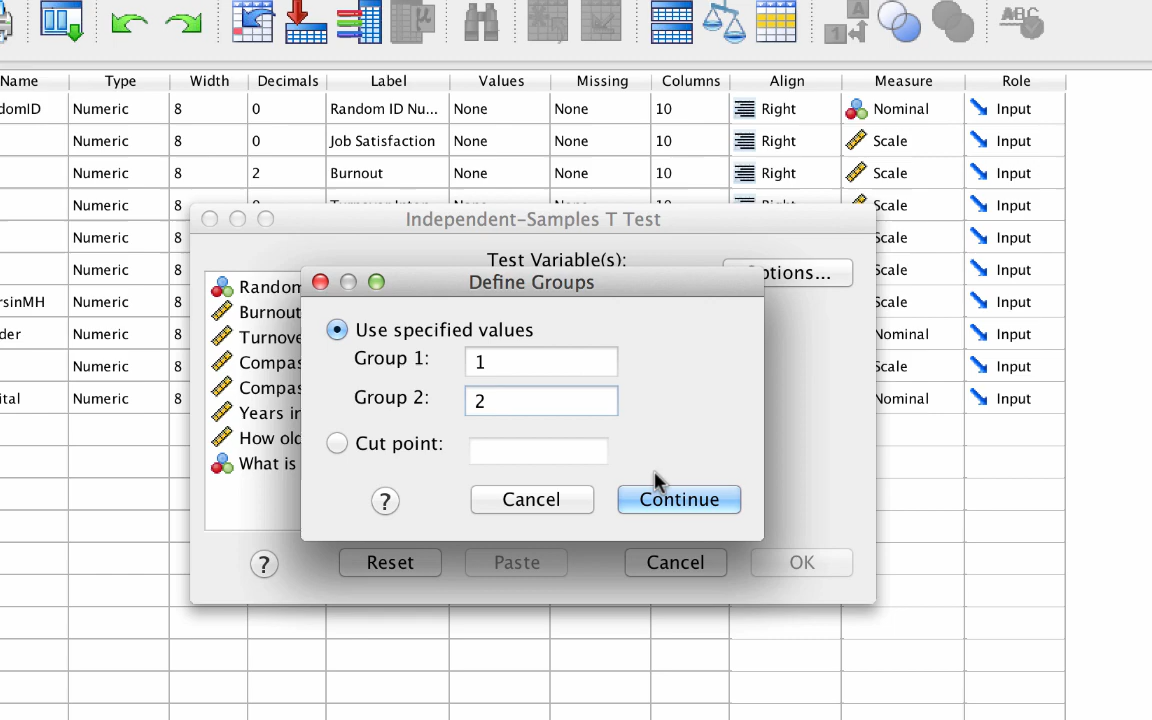 Name Type Width Decimals Label Values Missing Columns Align Measure Role
domID Numeric 8 0 Random ID Nu... None None 10 Right Nominal Input
Numeric 8 0 Job Satisfaction None None 10 Right Scale Input
Numeric 8 2 Burnout None None 10 Right Scale Input
Numeric 8 Scale Input
Numeric 8 Scale Input
Numeric 8 Scale Input
rsinMH Numeric 8 Scale Input
der Numeric 8 Nominal Input
Numeric 8 Scale Input
ital Numeric 8 Nominal Input
Independent-Samples T Test
Test Variable(s):
Options...
Random
Burnout
Turnove
Compas
Compas
Years in
How old
What is
Define Groups
Use specified values
Group 1: 1
Group 2: 2
Cut point:
? Cancel Continue
? Reset Paste Cancel OK